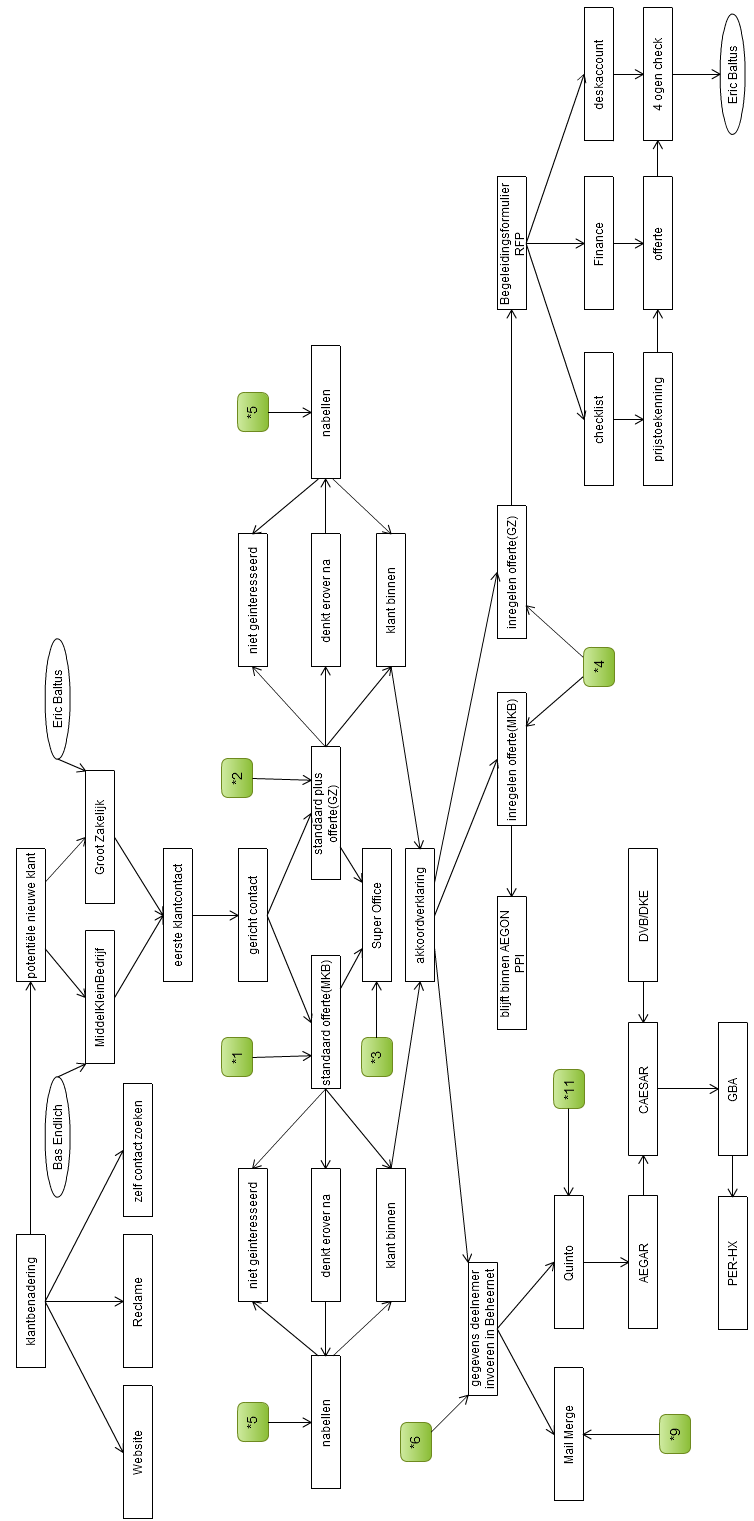 klantbenadering
potentiële nieuwe klant
Bas Endlich
Eric Baltus
MiddelKleinBedrijf
Groot Zakelijk
Website
Reclame
zelf contact zoeken
eerste klantcontact
gericht contact
*5
niet geinteresseerd
*1
*2
niet geinteresseerd
*5
nabellen
denkt erover na
standaard offerte(MKB)
standaard plus
offerte(GZ)
denkt erover na
nabellen
klant binnen
*3
Super Office
klant binnen
*6
akkoordverklaring
gegevens deelnemer
invoeren in Beheernet
blijft binnen AEGON
PPI
inregelen offerte(MKB)
inregelen offerte(GZ)
Begeleidingsformulier
RFP
Mail Merge
Quinto
*11
*4
checklist
Finance
deskaccount
*9
AEGAR
CAESAR
DVB/DKE
prijstoekenning
offerte
4 ogen check
PER-HX
GBA
Eric Baltus